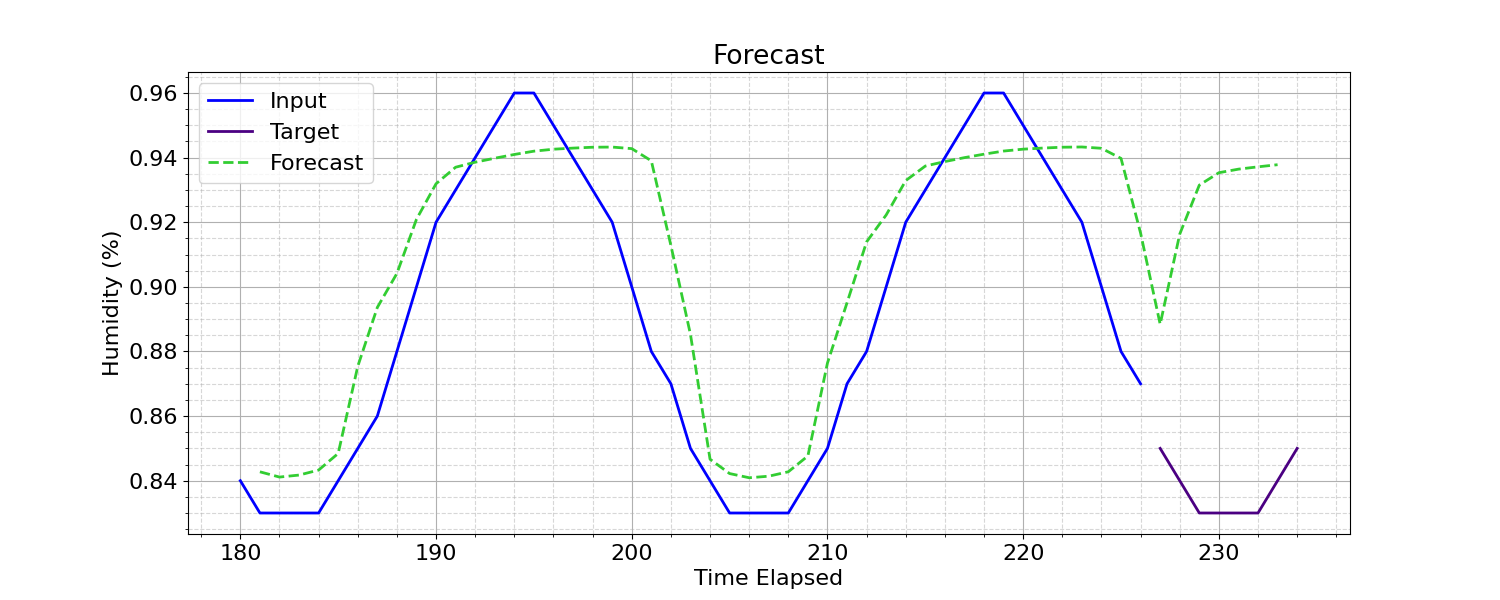 Forecast
Input
Target
Forecast
Humidity (%)
0.96
0.94
0.92
0.90
0.88
0.86
0.84
180 190 200 210 220 230
Time Elapsed